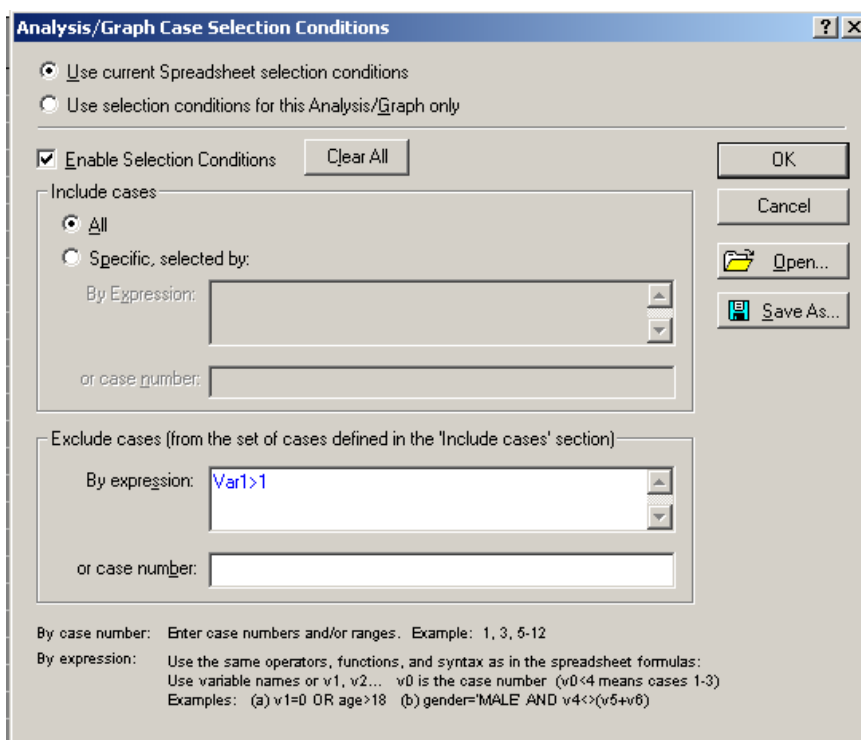 Analysis/Graph Case Selection Conditions
Use current Spreadsheet selection conditions
Use selection conditions for this Analysis/Graph only
Enable Selection Conditions
Clear All
OK
Include cases
Cancel
All
Specific, selected by:
Open...
By Expression:
Save As...
or case number:
Exclude cases (from the set of cases defined in the 'Include cases' section)
By expression:
Var1>1
or case number:
By case number: Enter case numbers and/or ranges. Example: 1, 3, 5-12
By expression: Use the same operators, functions, and syntax as in the spreadsheet formulas:
Use variable names or v1, v2... v0 is the case number (v0<4 means cases 1-3)
Examples: (a) v1=0 OR age>18 (b) gender='MALE' AND v4<>(v5+v6)